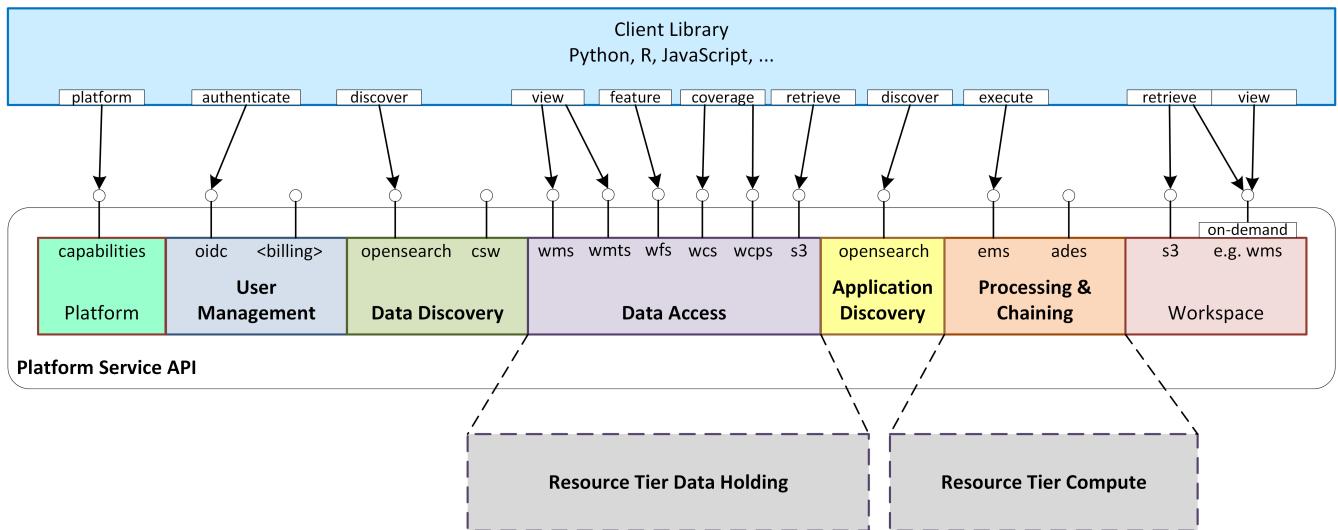 Client Library
Python, R, JavaScript, ...
platform authenticate discover view feature coverage retrieve discover execute retrieve view
on-demand
capabilities oidc <billing> opensearch csw wms wmts wfs wcs wcps s3 opensearch ems ades s3 e.g. wms
User Application Processing &
Platform Management Data Discovery Data Access Discovery Chaining Workspace
Platform Service API
Resource Tier Data Holding Resource Tier Compute